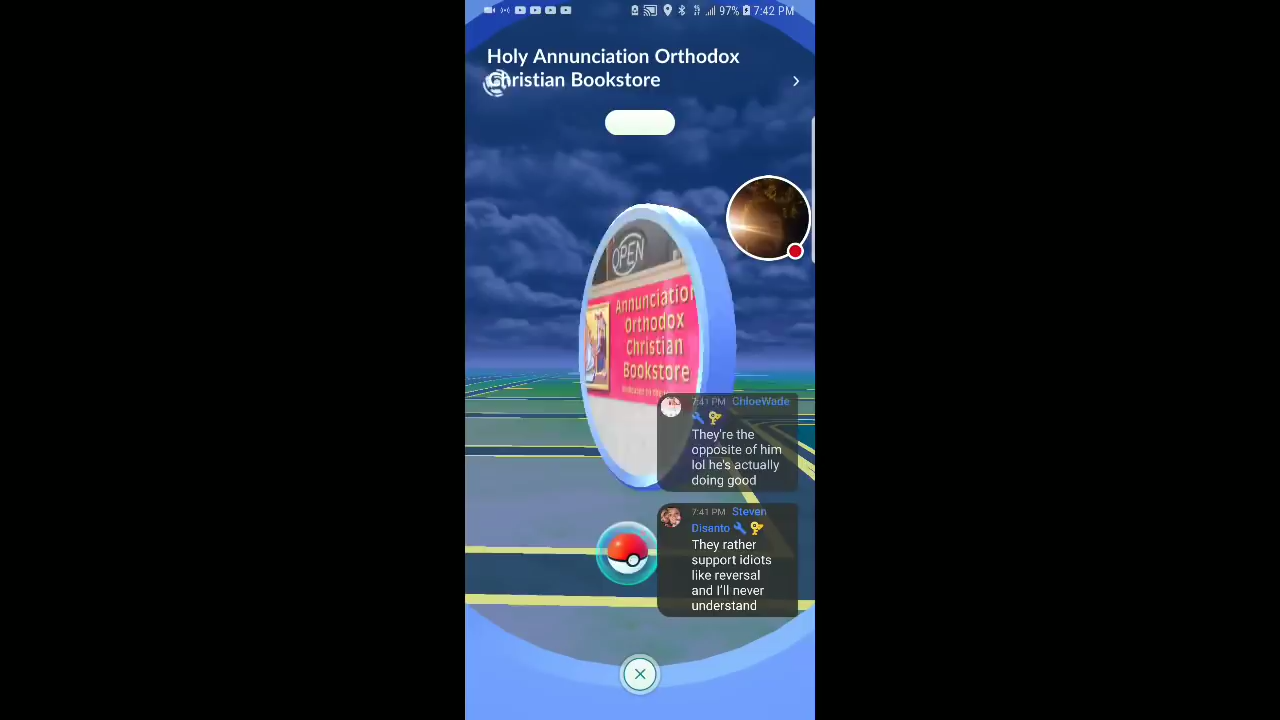 97% 7:42 PM
Holy Annunciation Orthodox
Christian Bookstore
OPEN
Annunciation
Orthodox
Christian
Bookstore
7:41 PM ChloeWade
They're the
opposite of him
lol he's actually
doing good
7:41 PM Steven
Disanto
They rather
support idiots
like reversal
and I'll never
understand